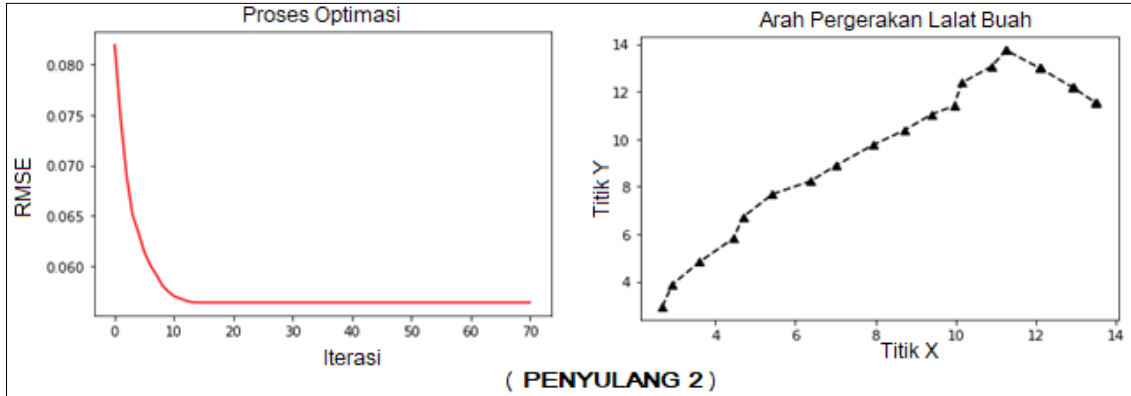 Proses Optimasi
RMSE
0.080
0.075
0.070
0.065
0.060
0 10 20 30 40 50 60 70
Iterasi
Arah Pergerakan Lalat Buah
Titik Y
14
12
10
8
6
4
4 6 8 10 12 14
Titik X
( PENYULANG 2 )